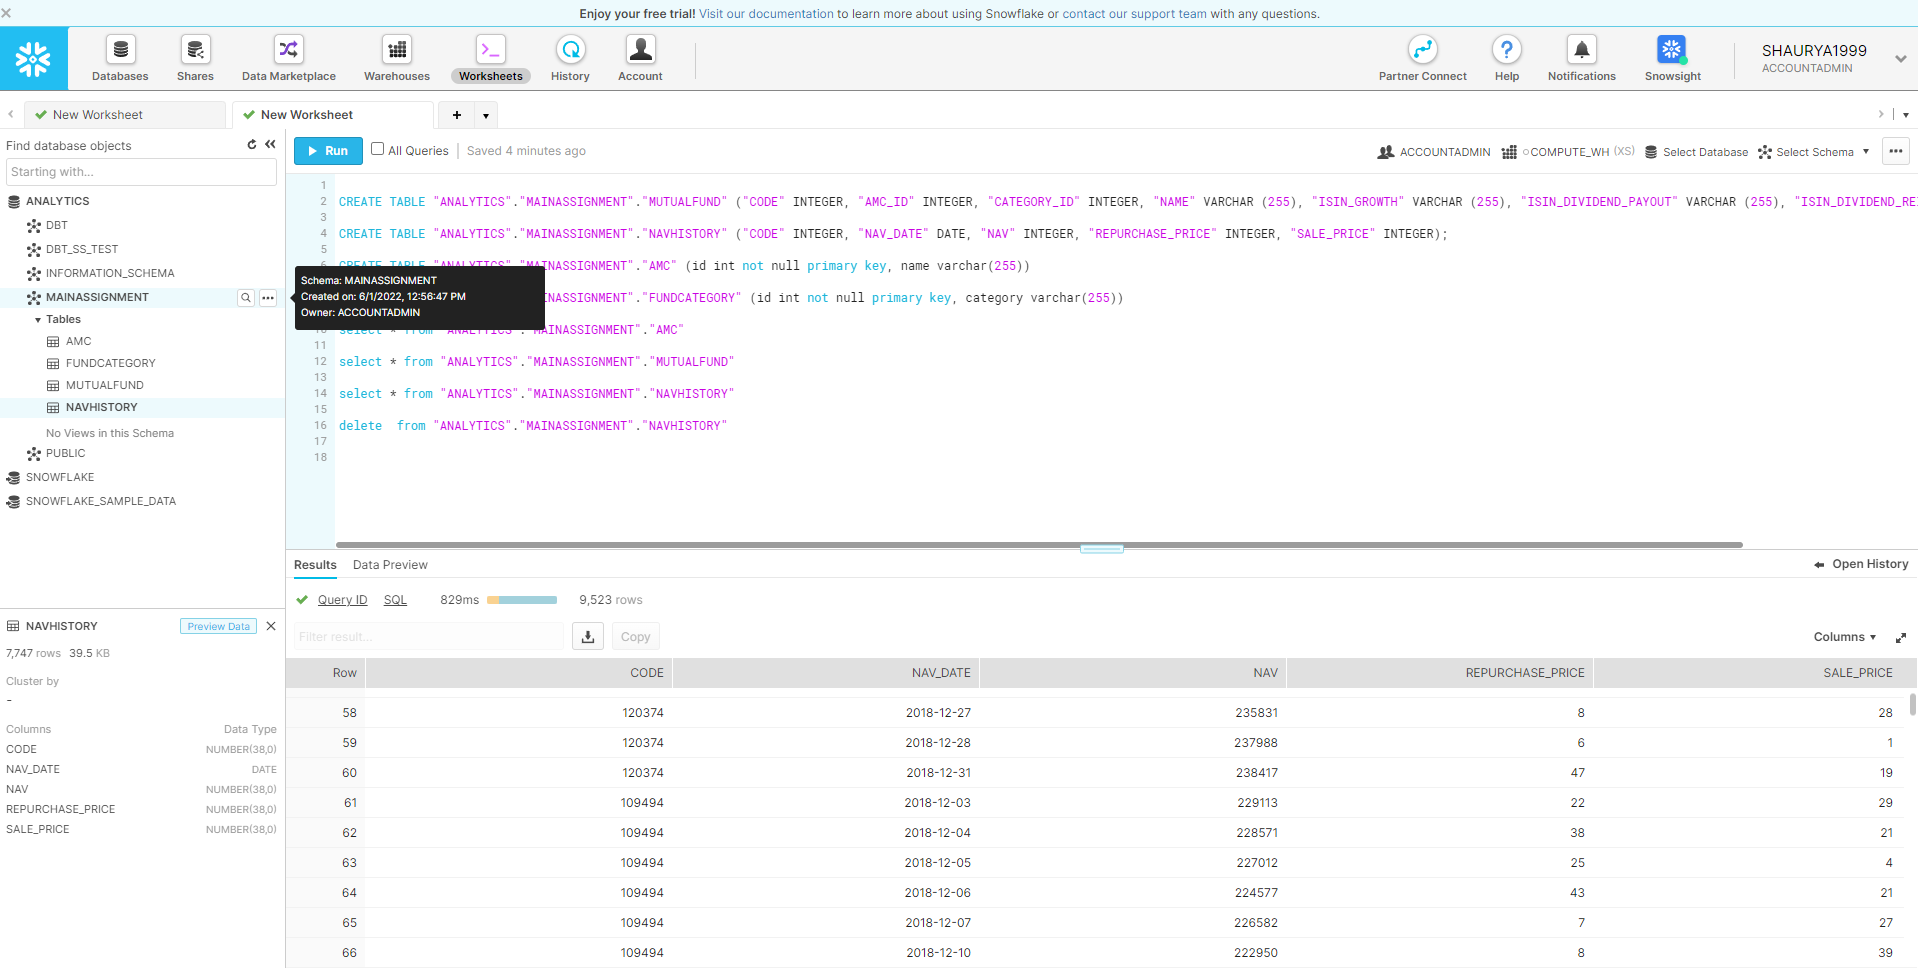 Enjoy your free trial! Visit our documentation to learn more about using Snowflake or contact our support team with any questions.
Databases
Shares
Data Marketplace
Warehouses
Worksheets
History
Account
Partner Connect
Help
Notifications
Snowsight
SHAURYA1999
ACCOUNTADMIN
New Worksheet
New Worksheet
Find database objects
Starting with...
ANALYTICS
DBT
DBT_SS_TEST
INFORMATION_SCHEMA
MAINASSIGNMENT
Tables
AMC
FUNDCATEGORY
MUTUALFUND
NAVHISTORY
No Views in this Schema
PUBLIC
SNOWFLAKE
SNOWFLAKE_SAMPLE_DATA
Run All Queries Saved 4 minutes ago
ACCOUNTADMIN COMPUTE_WH (XS) Select Database Select Schema
1
2 CREATE TABLE "ANALYTICS"."MAINASSIGNMENT"."MUTUALFUND" ("CODE" INTEGER, "AMC_ID" INTEGER, "CATEGORY_ID" INTEGER, "NAME" VARCHAR (255), "ISIN_GROWTH" VARCHAR (255), "ISIN_DIVIDEND_PAYOUT" VARCHAR (255), "ISIN_DIVIDEND_RE
3
4 CREATE TABLE "ANALYTICS"."MAINASSIGNMENT"."NAVHISTORY" ("CODE" INTEGER, "NAV_DATE" DATE, "NAV" INTEGER, "REPURCHASE_PRICE" INTEGER, "SALE_PRICE" INTEGER);
5
6 CREATE TABLE "ANALYTICS"."MAINASSIGNMENT"."AMC" (id int not null primary key, name varchar(255))
Schema: MAINASSIGNMENT
Created on: 6/1/2022, 12:56:47 PM
Owner: ACCOUNTADMIN
MAINASSIGNMENT"."FUNDCATEGORY" (id int not null primary key, category varchar(255))
10 select * from "ANALYTICS"."MAINASSIGNMENT"."AMC"
11
12 select * from "ANALYTICS"."MAINASSIGNMENT"."MUTUALFUND"
13
14 select * from "ANALYTICS"."MAINASSIGNMENT"."NAVHISTORY"
15
16 delete  from "ANALYTICS"."MAINASSIGNMENT"."NAVHISTORY"
17
18
Results Data Preview
Open History
Query ID SQL 829ms 9,523 rows
Filter result...
Copy
Columns
Row CODE NAV_DATE NAV REPURCHASE_PRICE SALE_PRICE
58 120374 2018-12-27 235831 8 28
59 120374 2018-12-28 237988 6 1
60 120374 2018-12-31 238417 47 19
61 109494 2018-12-03 229113 22 29
62 109494 2018-12-04 228571 38 21
63 109494 2018-12-05 227012 25 4
64 109494 2018-12-06 224577 43 21
65 109494 2018-12-07 226582 7 27
66 109494 2018-12-10 222950 8 39
NAVHISTORY
Preview Data
7,747 rows 39.5 KB
Cluster by
-
Columns Data Type
CODE NUMBER(38,0)
NAV_DATE DATE
NAV NUMBER(38,0)
REPURCHASE_PRICE NUMBER(38,0)
SALE_PRICE NUMBER(38,0)